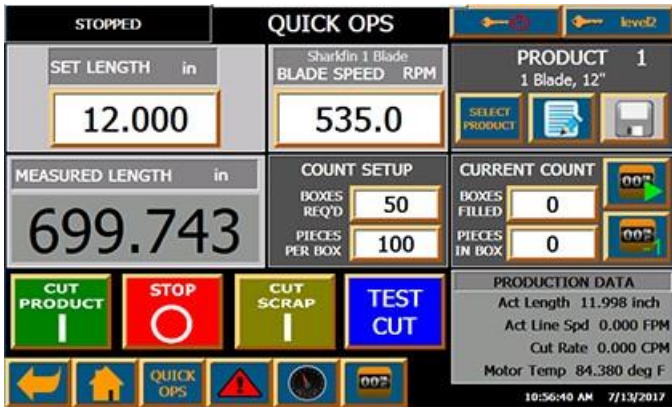 STOPPED
QUICK OPS
level2
SET LENGTH in
12.000
Sharkfin 1 Blade
BLADE SPEED RPM
535.0
PRODUCT 1
1 Blade, 12"
SELECT
PRODUCT
MEASURED LENGTH in
699.743
COUNT SETUP
BOXES
REQ'D
50
PIECES
PER BOX
100
CURRENT COUNT
BOXES
FILLED
0
PIECES
IN BOX
0
CUT
PRODUCT
STOP
CUT
SCRAP
TEST
CUT
PRODUCTION DATA
Act Length 11.998 inch
Act Line Spd 0.000 FPM
Cut Rate 0.000 CPM
Motor Temp 84.380 deg F
QUICK
OPS
10:56:40 AM 7/13/2017